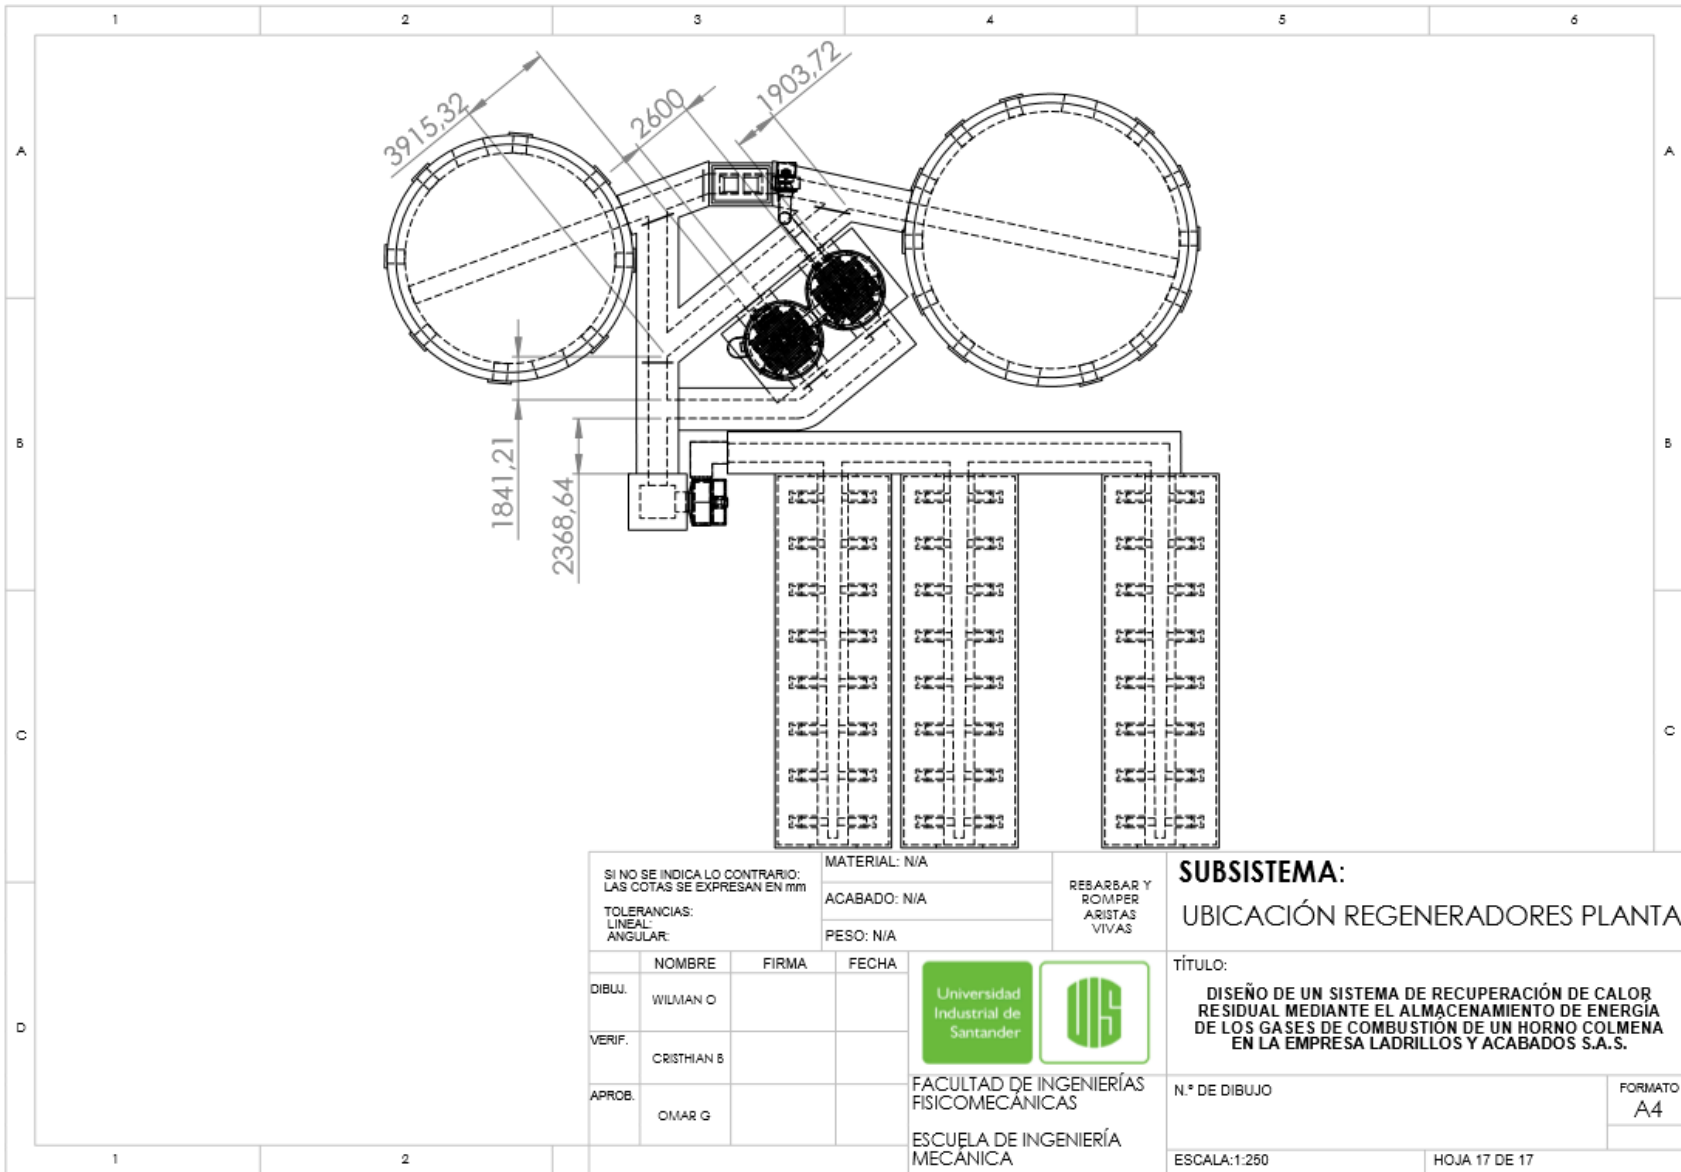 1 2 3 4 5 6
A A
B B
C C
D
1 2
3915,32
2600
1903,72
1841,21
2368,64
SI NO SE INDICA LO CONTRARIO:
LAS COTAS SE EXPRESAN EN mm
TOLERANCIAS:
LINEAL:
ANGULAR:
MATERIAL: N/A
ACABADO: N/A
PESO: N/A
REBARBAR Y
ROMPER
ARISTAS
VIVAS
SUBSISTEMA:
UBICACIÓN REGENERADORES PLANTA
NOMBRE FIRMA FECHA
DIBUJ. WILMAN O
VERIF. CRISTHIAN B
APROB. OMAR G
Universidad
Industrial de
Santander
UIS
FACULTAD DE INGENIERÍAS
FISICOMECÁNICAS
ESCUELA DE INGENIERÍA
MECÁNICA
TÍTULO:
DISEÑO DE UN SISTEMA DE RECUPERACIÓN DE CALOR
RESIDUAL MEDIANTE EL ALMACENAMIENTO DE ENERGÍA
DE LOS GASES DE COMBUSTIÓN DE UN HORNO COLMENA
EN LA EMPRESA LADRILLOS Y ACABADOS S.A.S.
N.º DE DIBUJO
FORMATO
A4
ESCALA:1:250
HOJA 17 DE 17